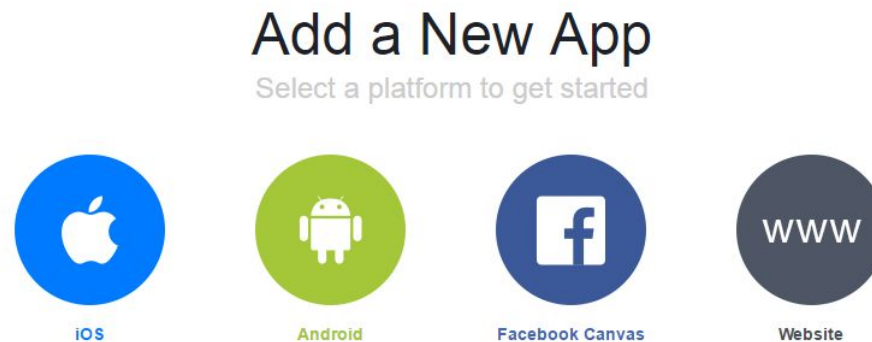 Add a New App
Select a platform to get started
www
iOS
Android
Facebook Canvas
Website